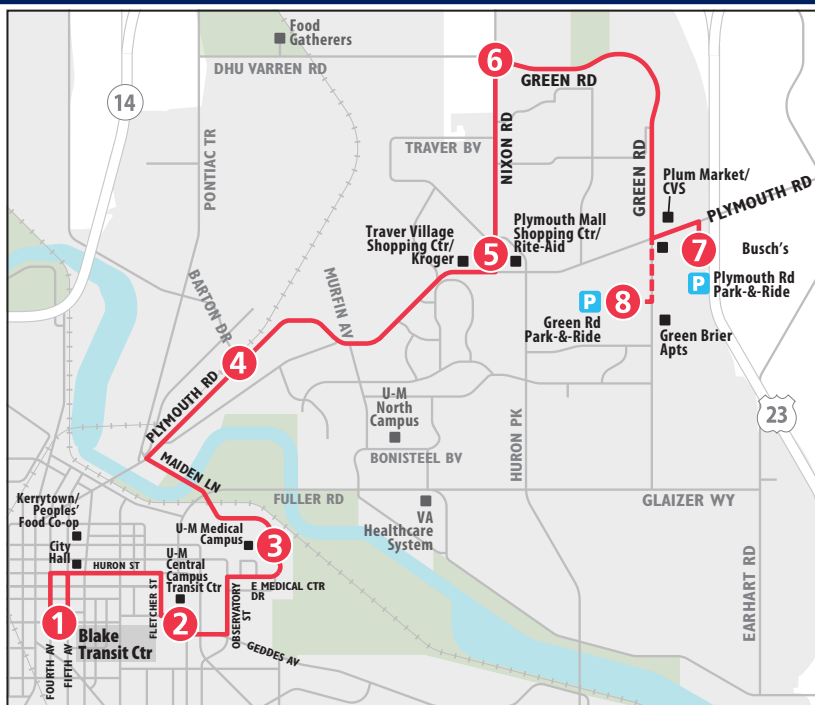 Food
Gatherers
DHU VARREN RD
6
GREEN RD
14
PONTIAC TR
TRAVER BV
NIXON RD
GREEN RD
Plum Market/
CVS
PLYMOUTH RD
Traver Village
Shopping Ctr/
Kroger
5
Plymouth Mall
Shopping Ctr/
Rite-Aid
7
Busch's
P
Plymouth Rd
Park-&-Ride
P
8
Green Rd
Park-&-Ride
Green Brier
Apts
BARTON DR
MURFIN AV
4
PLYMOUTH RD
U-M
North
Campus
HURON PK
23
MAIDEN LN
BONISTEEL BV
FULLER RD
GLAIZER WY
Kerrytown/
Peoples'
Food Co-op
VA
Healthcare
System
U-M Medical
Campus
3
City
Hall
HURON ST
U-M
Central
Campus
Transit Ctr
E MEDICAL CTR
DR
FLETCHER ST
OBSERVATORY
ST
EARHART RD
1
2
Blake
Transit Ctr
GEDDES AV
FOURTH AV
FIFTH AV